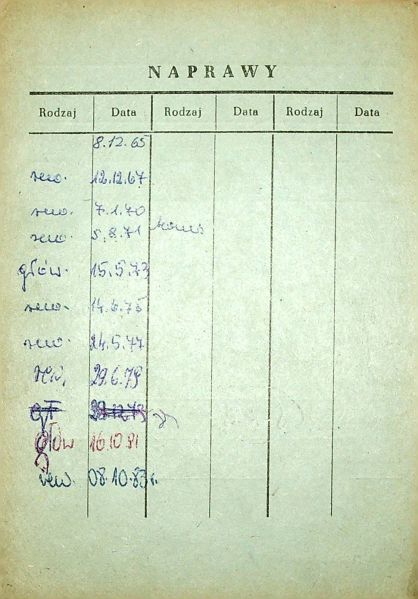 NAPRAWY
Rodzaj Data Rodzaj Data Rodzaj Data
8.12.65
rew. 12.12.67
rew. 7.1.70
rew. 5.8.71
głów. 15.5.73
rew. 14.6.75
rew. 24.5.77
rew. 29.6.79
głów 16.10 81
rew. 08.10.83 r.